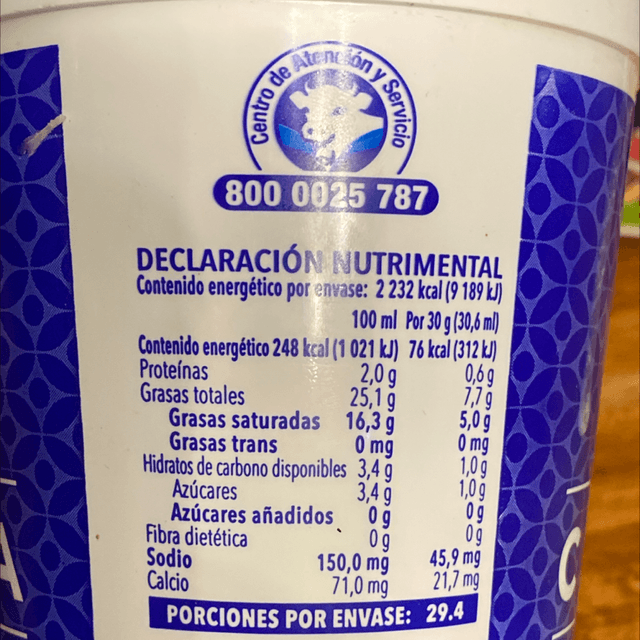 Centro de Atención y Servicio
800 0025 787
DECLARACIÓN NUTRIMENTAL
Contenido energético por envase: 2 232 kcal (9 189 kJ)
100 ml Por 30 g (30,6 ml)
Contenido energético 248 kcal (1 021 kJ) 76 kcal (312 kJ)
Proteínas 2,0 g 0,6 g
Grasas totales 25,1 g 7,7 g
Grasas saturadas 16,3 g 5,0 g
Grasas trans 0 mg 0 mg
Hidratos de carbono disponibles 3,4 g 1,0 g
Azúcares 3,4 g 1,0 g
Azúcares añadidos 0 g 0 g
Fibra dietética 0 g 0 g
Sodio 150,0 mg 45,9 mg
Calcio 71,0 mg 21,7 mg
PORCIONES POR ENVASE: 29.4